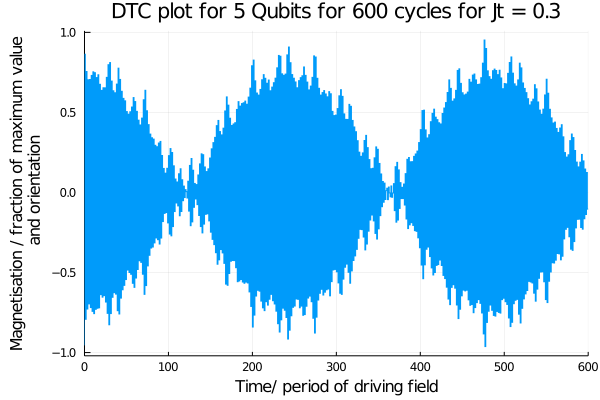 DTC plot for 5 Qubits for 600 cycles for Jt = 0.3
Magnetisation / fraction of maximum value
and orientation
1.0
0.5
0.0
−0.5
−1.0
0 100 200 300 400 500 600
Time/ period of driving field